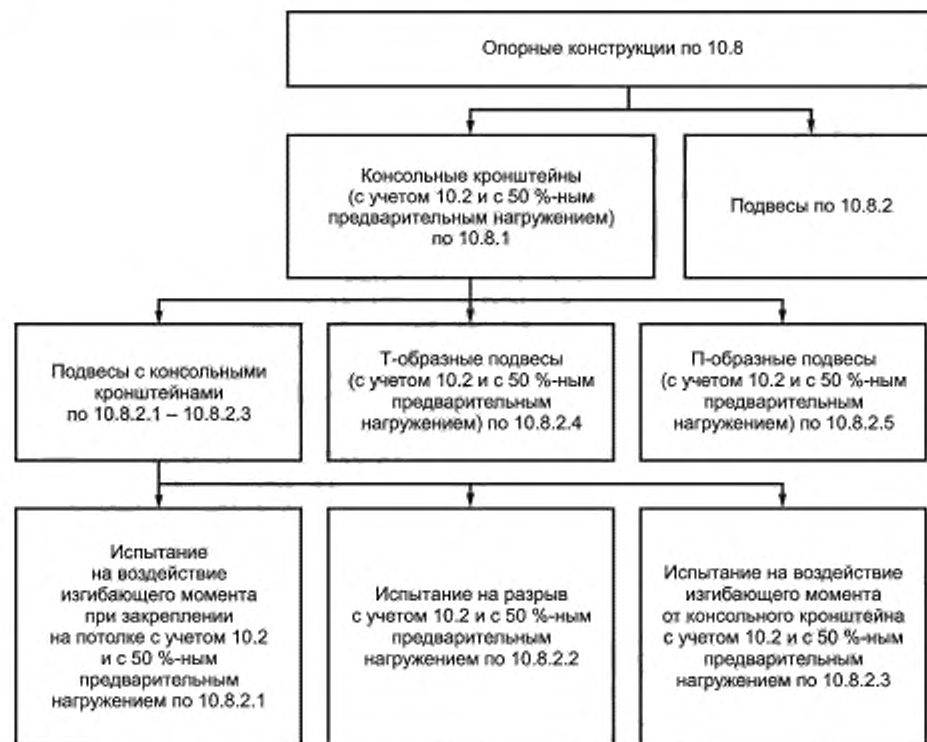 Опорные конструкции по 10.8
Консольные кронштейны
(с учетом 10.2 и с 50 %-ным
предварительным нагружением)
по 10.8.1
Подвесы по 10.8.2
Подвесы с консольными
кронштейнами
по 10.8.2.1 – 10.8.2.3
Т-образные подвесы
(с учетом 10.2 и с 50 %-ным
предварительным
нагружением) по 10.8.2.4
П-образные подвесы
(с учетом 10.2 и с 50 %-ным
предварительным
нагружением) по 10.8.2.5
Испытание
на воздействие
изгибающего момента
при закреплении
на потолке с учетом 10.2
и с 50 %-ным
предварительным
нагружением по 10.8.2.1
Испытание на разрыв
с учетом 10.2 и с 50 %-ным
предварительным
нагружением по 10.8.2.2
Испытание на воздействие
изгибающего момента
от консольного кронштейна
с учетом 10.2 и с 50 %-ным
предварительным
нагружением по 10.8.2.3